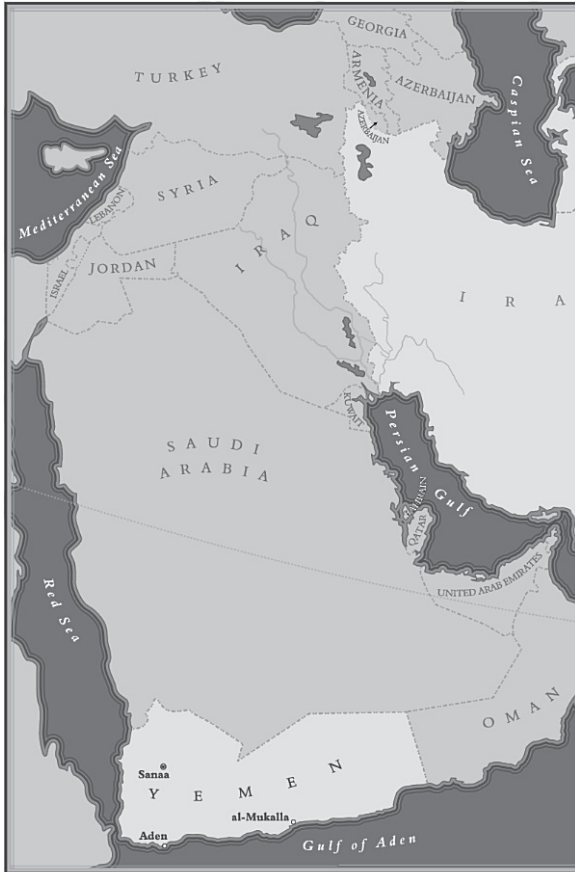 GEORGIA
ARMENIA
AZERBAIJAN
AZERBAIJAN
TURKEY
Caspian Sea
Mediterranean Sea
LEBANON
SYRIA
IRAQ
ISRAEL
JORDAN
I R A
KUWAIT
SAUDI
ARABIA
Persian Gulf
BAHRAIN
QATAR
UNITED ARAB EMIRATES
Red Sea
OMAN
Sanaa
YEMEN
al-Mukalla
Aden
Gulf of Aden